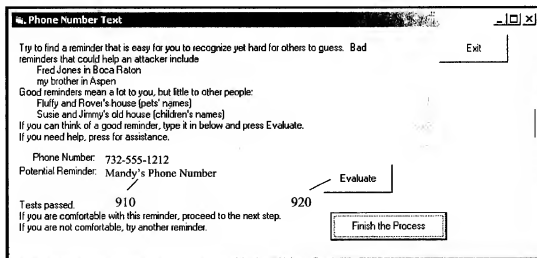 Phone Number Text
Try to find a reminder that is easy for you to recognize yet hard for others to guess. Bad
reminders that could help an attacker include
Fred Jones in Boca Raton
my brother in Aspen
Good reminders mean a lot to you, but little to other people:
Fluffy and Rover's house (pets' names)
Susie and Jimmy's old house (children's names)
If you can think of a good reminder, type it in below and press Evaluate.
If you need help, press for assistance.
Exit
Phone Number: 732-555-1212
Potential Reminder: Mandy's Phone Number
Evaluate
910
920
Tests passed.
If you are comfortable with this reminder, proceed to the next step.
If you are not comfortable, try another reminder.
Finish the Process